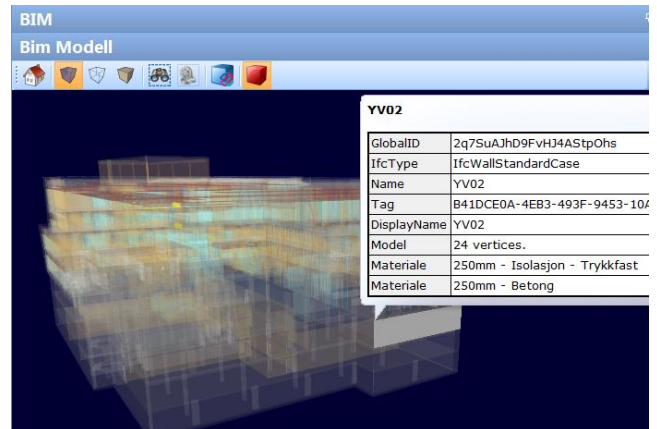 BIM
Bim Modell
YV02
GlobalID 2q7SuAJhD9FvHJ4AStpOhs
IfcType IfcWallStandardCase
Name YV02
Tag B41DCE0A-4EB3-493F-9453-10A
DisplayName YV02
Model 24 vertices.
Materiale 250mm - Isolasjon - Trykkfast
Materiale 250mm - Betong